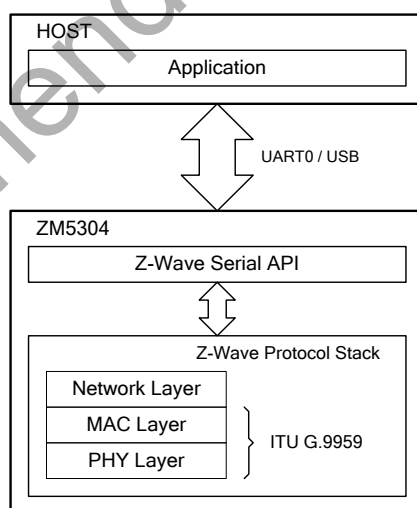 HOST
Application
UART0 / USB
ZM5304
Z-Wave Serial API
Z-Wave Protocol Stack
Network Layer
MAC Layer
PHY Layer
ITU G.9959